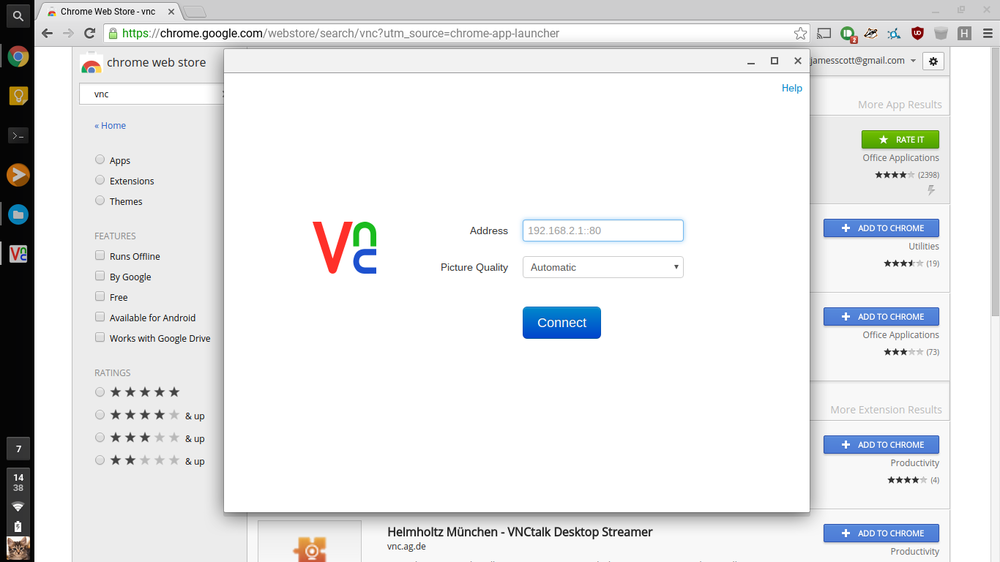 Chrome Web Store - vnc
https://chrome.google.com/webstore/search/vnc?utm_source=chrome-app-launcher
chrome web store
jamesscott@gmail.com
vnc
« Home
Apps
Extensions
Themes
FEATURES
Runs Offline
By Google
Free
Available for Android
Works with Google Drive
RATINGS
& up
& up
& up
Help
Vnc
Address
192.168.2.1::80
Picture Quality
Automatic
Connect
More App Results
RATE IT
Office Applications
(2398)
ADD TO CHROME
Utilities
(19)
ADD TO CHROME
Office Applications
(73)
More Extension Results
ADD TO CHROME
Productivity
(4)
Helmholtz München - VNCtalk Desktop Streamer
vnc.ag.de
ADD TO CHROME
Productivity
7
14
38